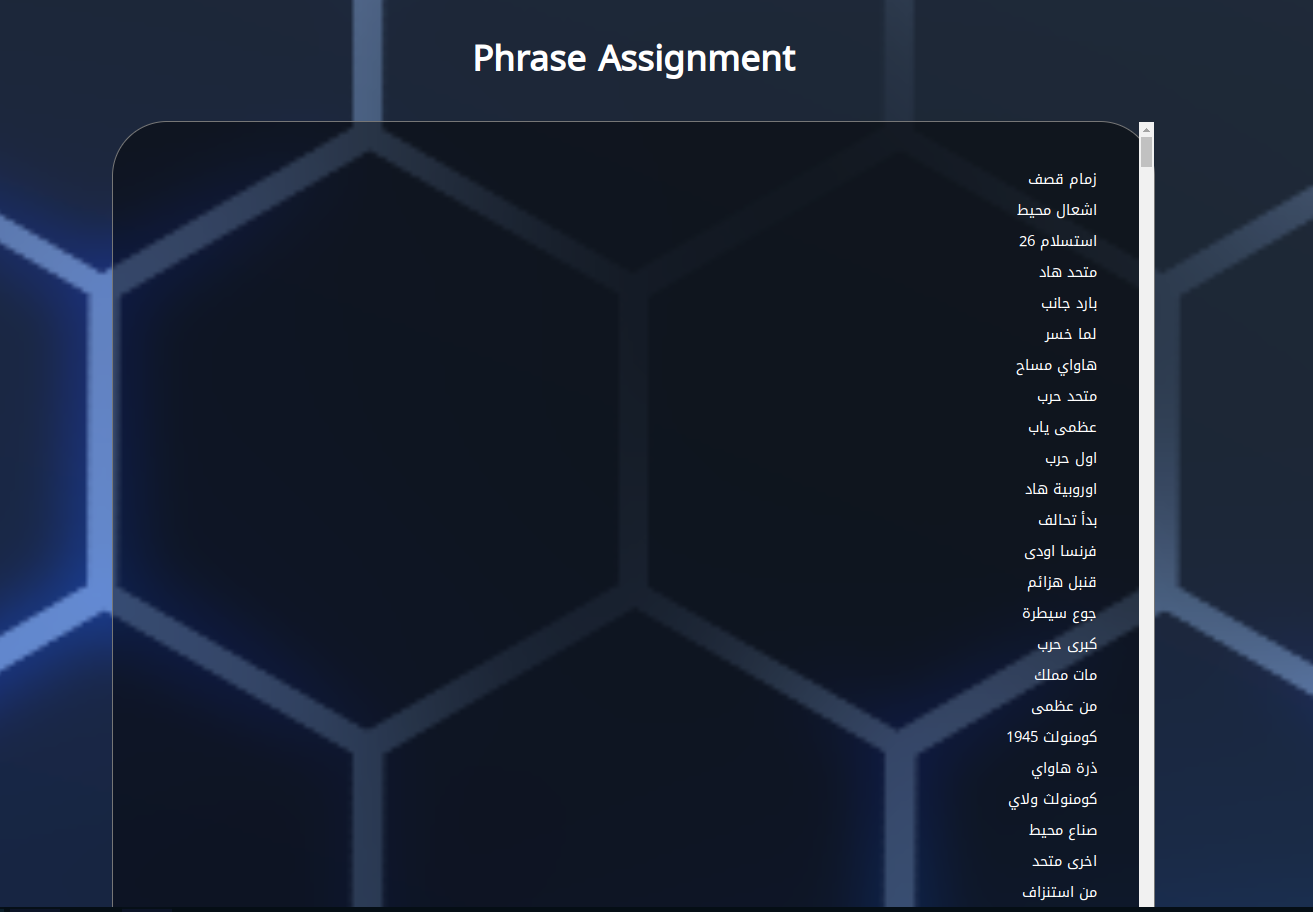 Phrase Assignment
زمام قصف
اشعال محيط
استسلام 26
متحد هاد
بارد جانب
لما خسر
هاواي مساح
متحد حرب
عظمى ياب
اول حرب
اوروبية هاد
بدأ تحالف
فرنسا اودى
قنبل هزائم
جوع سيطرة
كبرى حرب
مات مملك
من عظمى
كومنولث 1945
ذرة هاواي
كومنولث ولاي
صناع محيط
اخرى متحد
من استنزاف